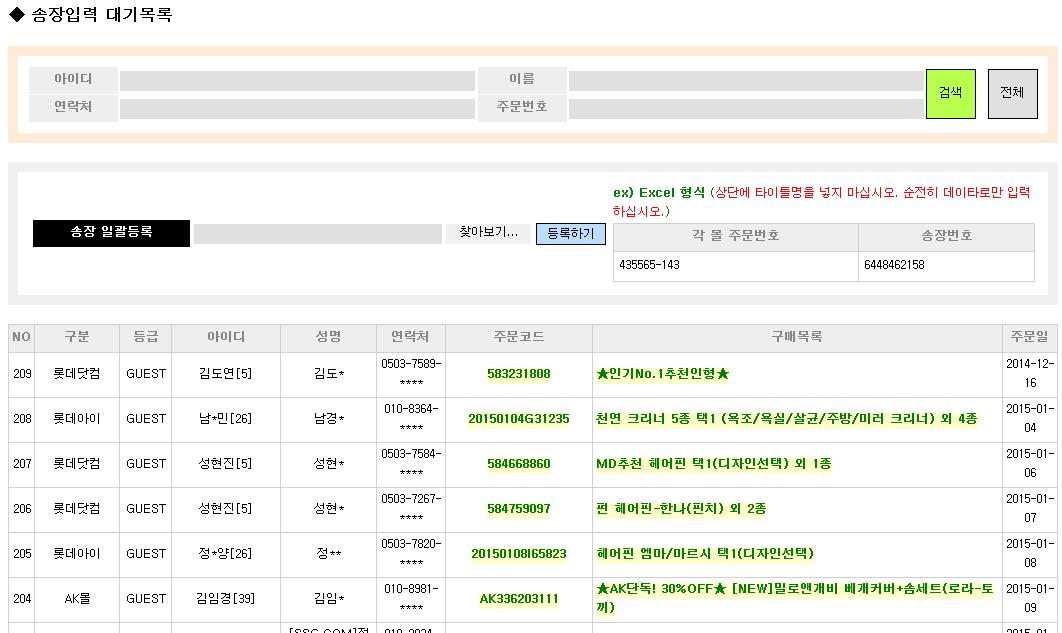 ◆ 송장입력 대기목록
아이디 이름 검색 전체
연락처 주문번호
ex) Excel 형식 (상단에 타이틀명을 넣지 마십시오. 순전히 데이타로만 입력
하십시오.)
송장 일괄등록 찾아보기... 등록하기
각 몰 주문번호 송장번호
435565-143 6448462158
NO 구분 등급 아이디 성명 연락처 주문코드 구매목록 주문일
209 롯데닷컴 GUEST 김도연[5] 김도* 0503-7589-**** 583231808 ★인기No.1추천인형★ 2014-12-16
208 롯데아이 GUEST 남*민[26] 남경* 010-8364-**** 20150104G31235 천연 크리너 5종 택1 (욕조/욕실/살균/주방/미러 크리너) 외 4종 2015-01-04
207 롯데닷컴 GUEST 성현진[5] 성현* 0503-7584-**** 584668860 MD추천 헤어핀 택1(디자인선택) 외 1종 2015-01-06
206 롯데닷컴 GUEST 성현진[5] 성현* 0503-7267-**** 584759097 펀 헤어핀-한나(핀치) 외 2종 2015-01-07
205 롯데아이 GUEST 정*양[26] 정** 0503-7820-**** 20150108I65823 헤어핀 엠마/마르시 택1(디자인선택) 2015-01-08
204 AK몰 GUEST 김임경[39] 김임* 010-8981-**** AK336203111 ★AK단독! 30%OFF★ [NEW]밀로앤개비 베개커버+솜세트(로라-토끼) 2015-01-09